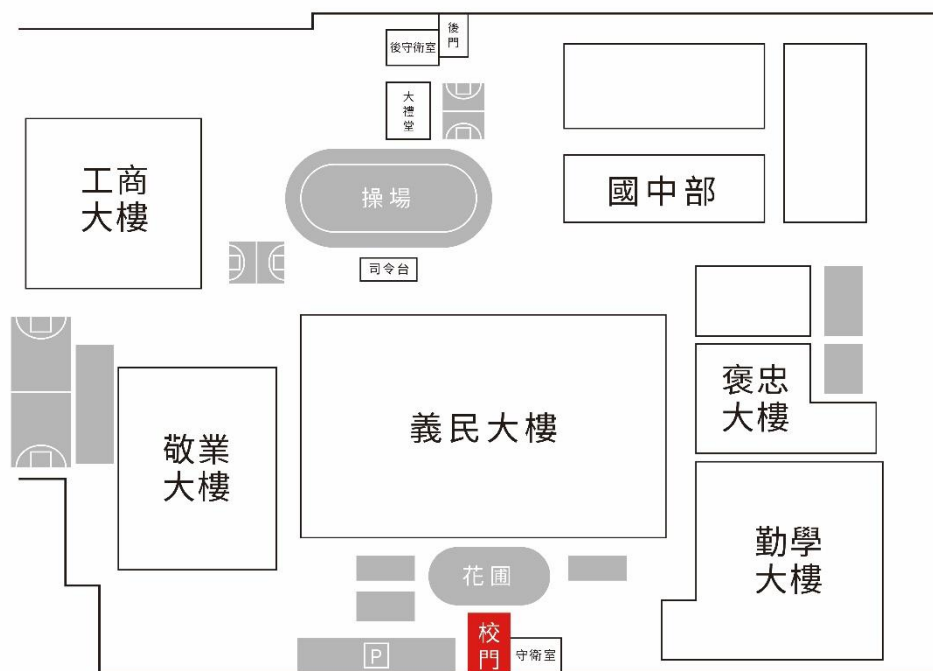 後門
後守衛室
大禮堂
工商
大樓
操場
國中部
司令台
褒忠
大樓
義民大樓
敬業
大樓
勤學
大樓
花圃
校門
守衛室
P